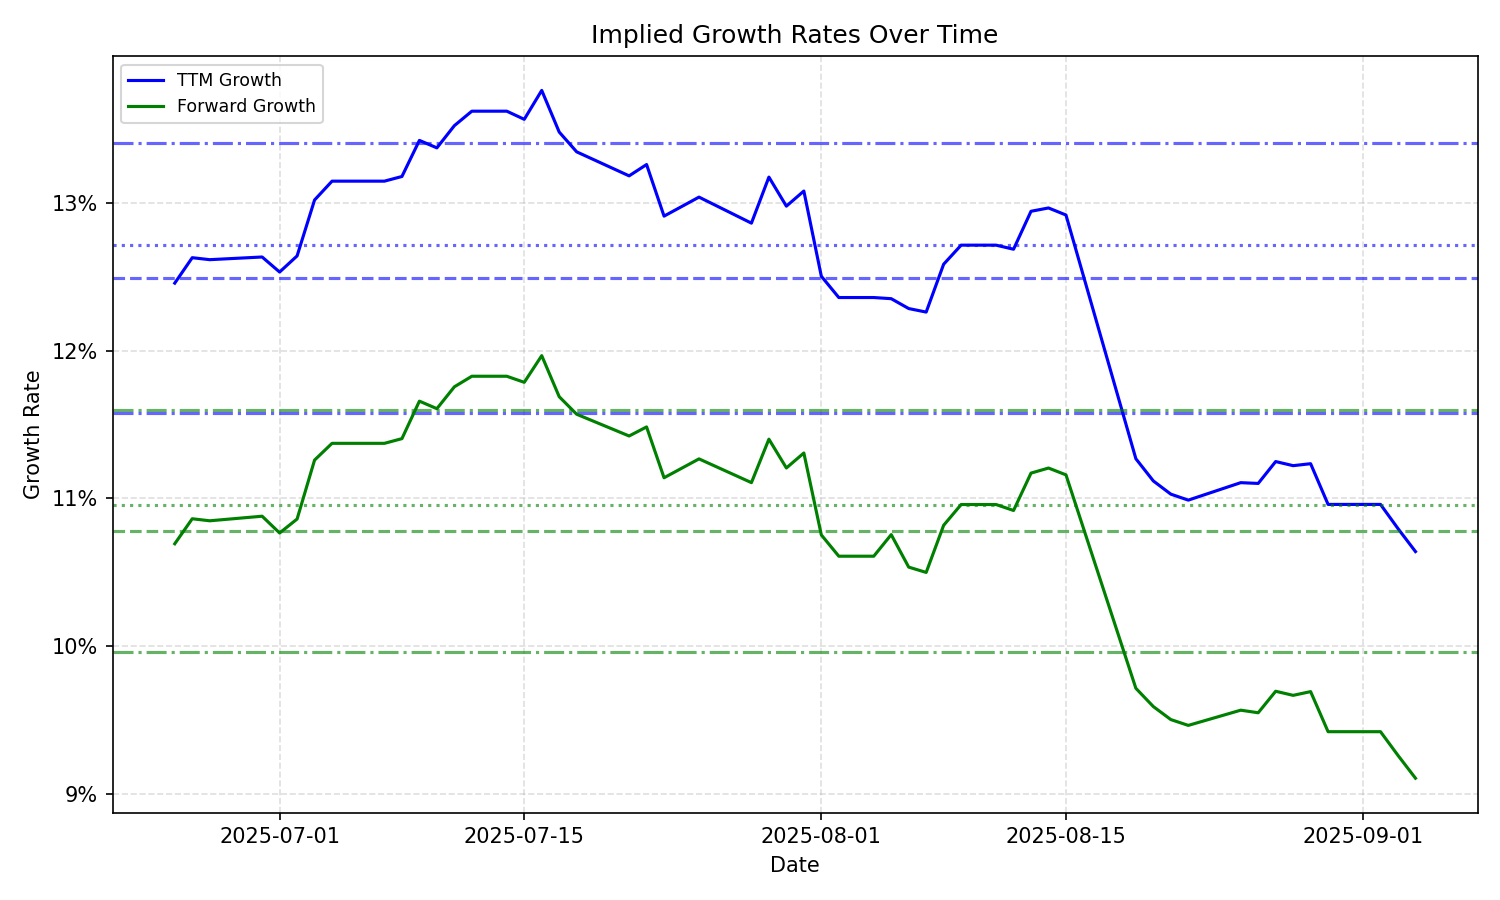 Implied Growth Rates Over Time
TTM Growth
Forward Growth
13%
12%
11%
10%
9%
Growth Rate
2025-07-01
2025-07-15
2025-08-01
2025-08-15
2025-09-01
Date